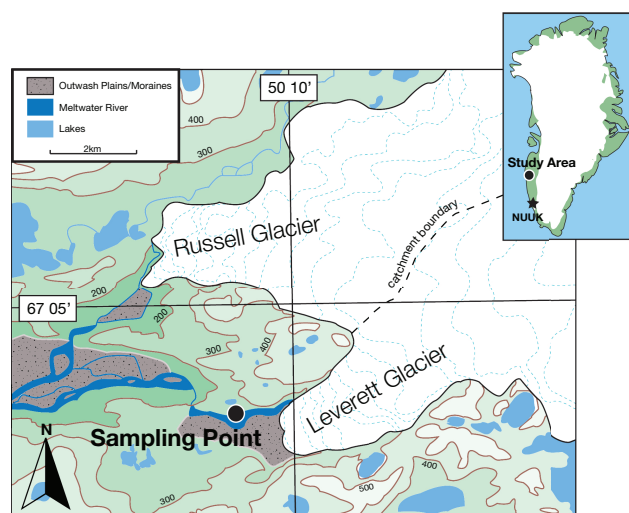 Outwash Plains/Moraines
Meltwater River
Lakes
2km
50 10'
400
300
Study Area
NUUK
Russell Glacier
catchment boundary
200
67 05'
200
300
400
Leverett Glacier
Sampling Point
N
300
500
400